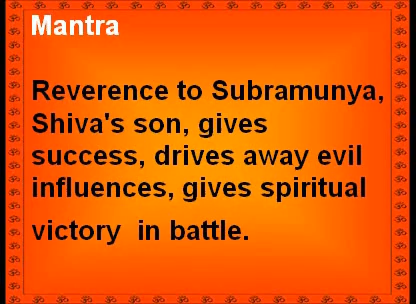 Mantra
Reverence to Subramunya,
Shiva's son, gives
success, drives away evil
influences, gives spiritual
victory in battle.